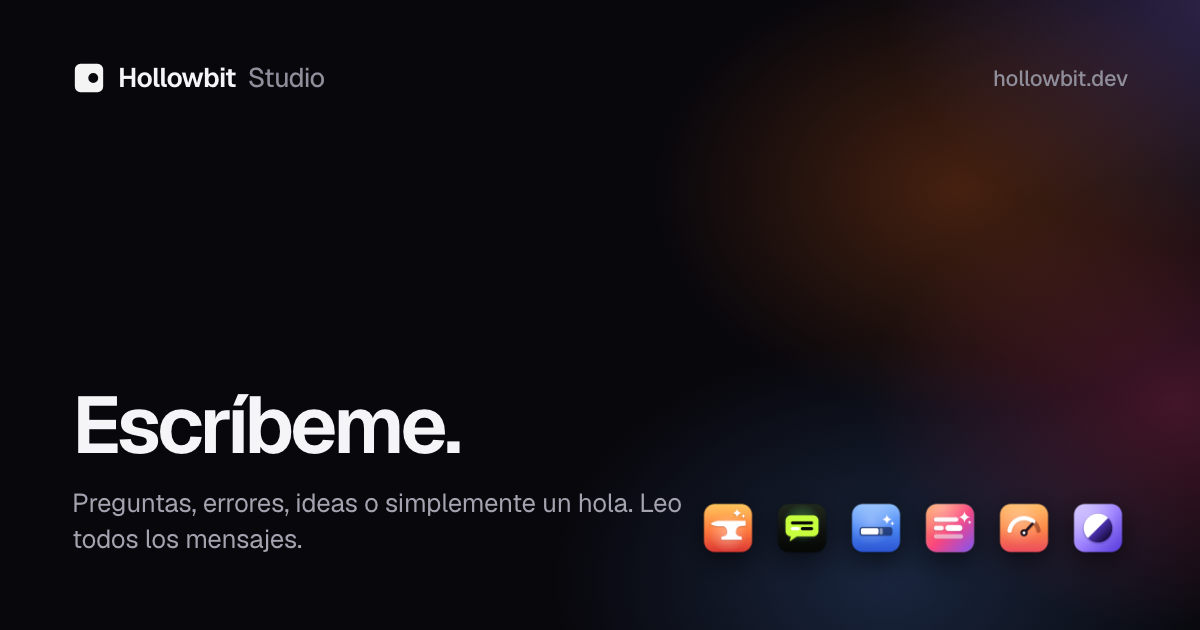 Hollowbit Studio
hollowbit.dev
Escríbeme.
Preguntas, errores, ideas o simplemente un hola. Leo
todos los mensajes.